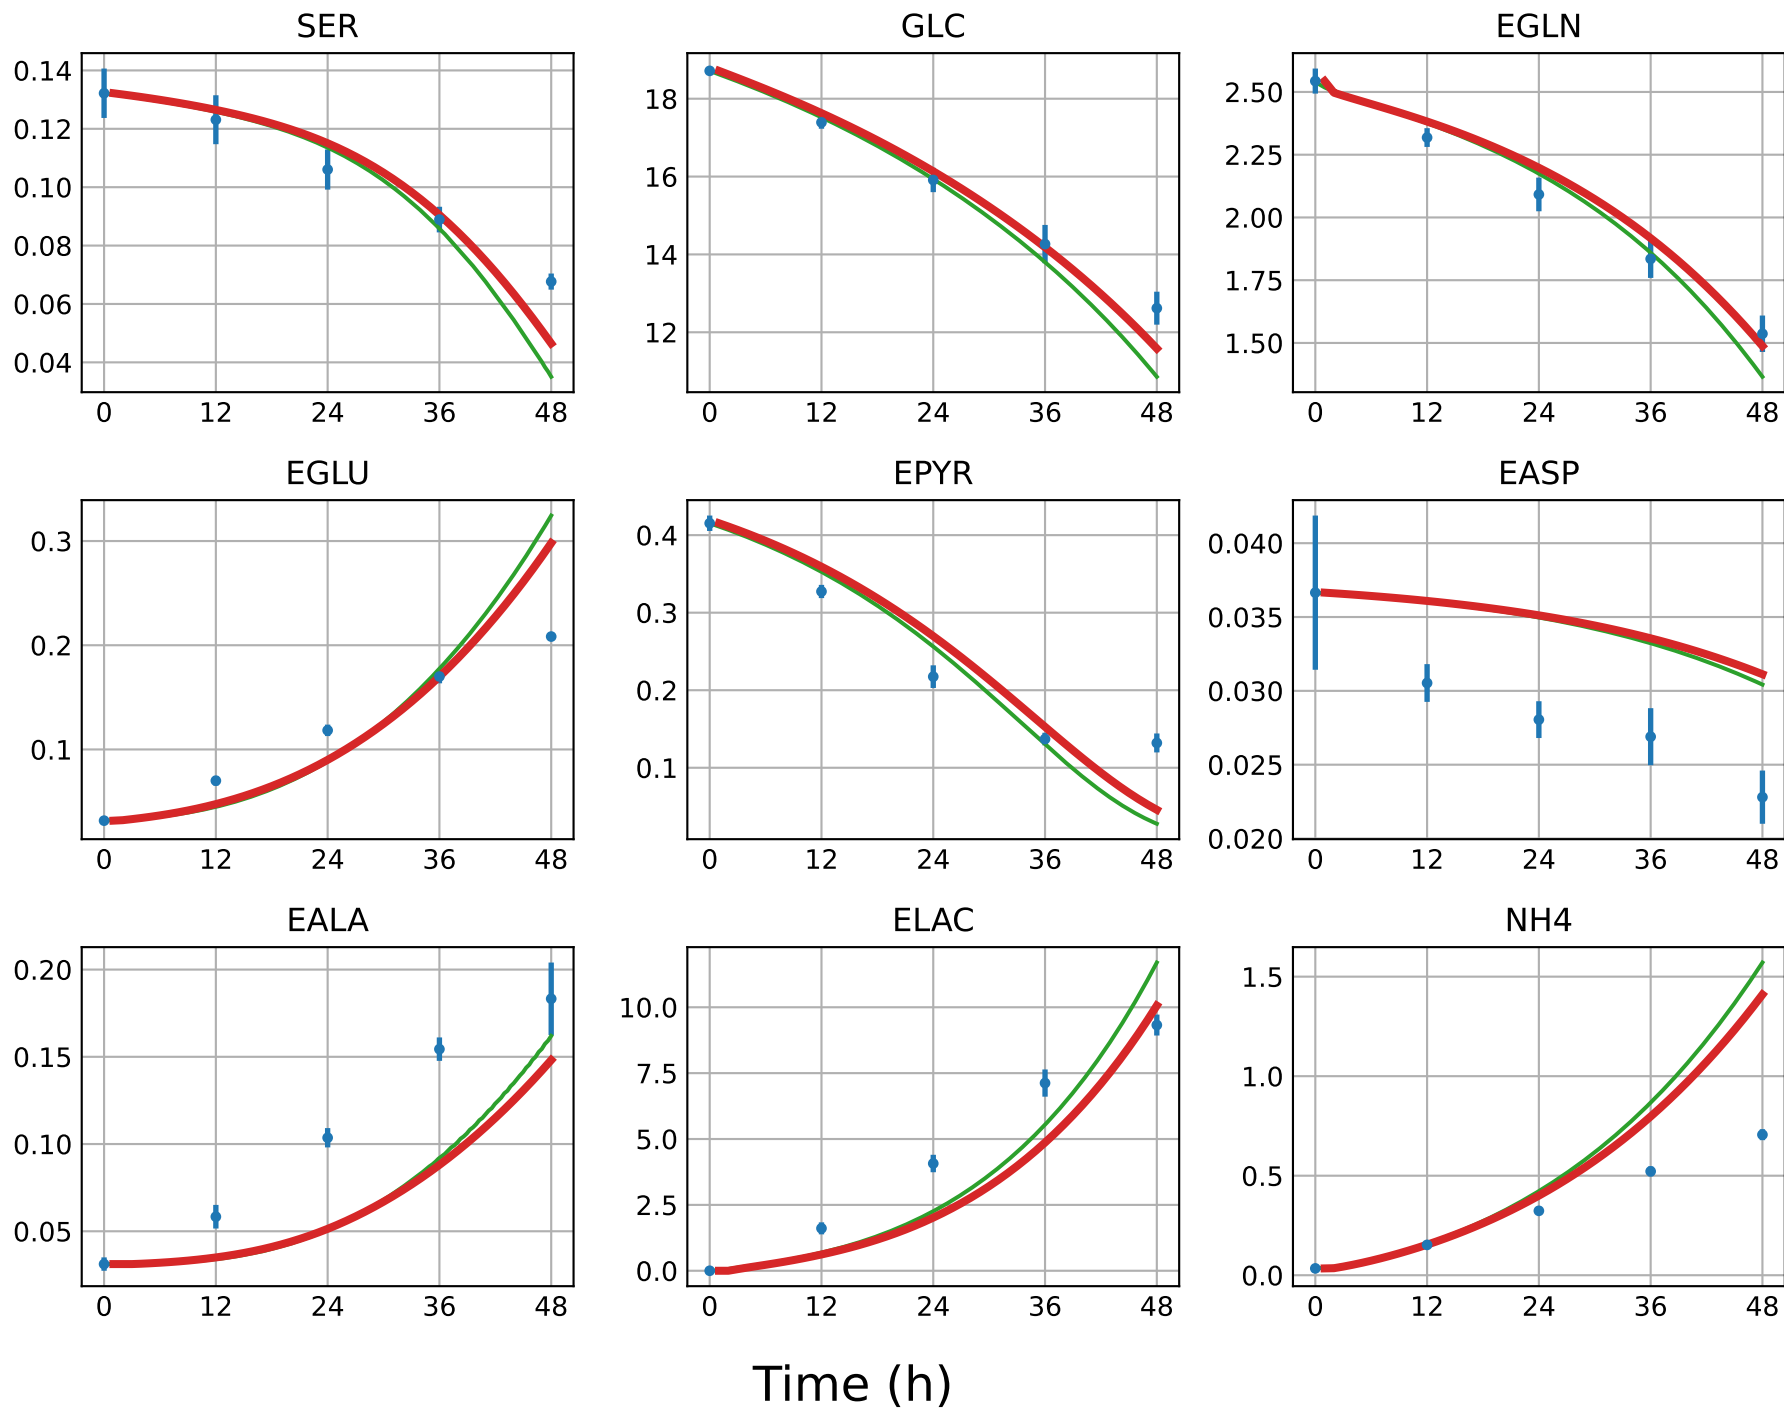 SER GLC EGLN
0.14 0.12 0.10 0.08 0.06 0.04
18 16 14 12
2.50 2.25 2.00 1.75 1.50
0 12 24 36 48 0 12 24 36 48 0 12 24 36 48
EGLU EPYR EASP
0.3 0.2 0.1
0.4 0.3 0.2 0.1
0.040 0.035 0.030 0.025 0.020
0 12 24 36 48 0 12 24 36 48 0 12 24 36 48
EALA ELAC NH4
0.20 0.15 0.10 0.05
10.0 7.5 5.0 2.5 0.0
1.5 1.0 0.5 0.0
0 12 24 36 48 0 12 24 36 48 0 12 24 36 48
Time (h)